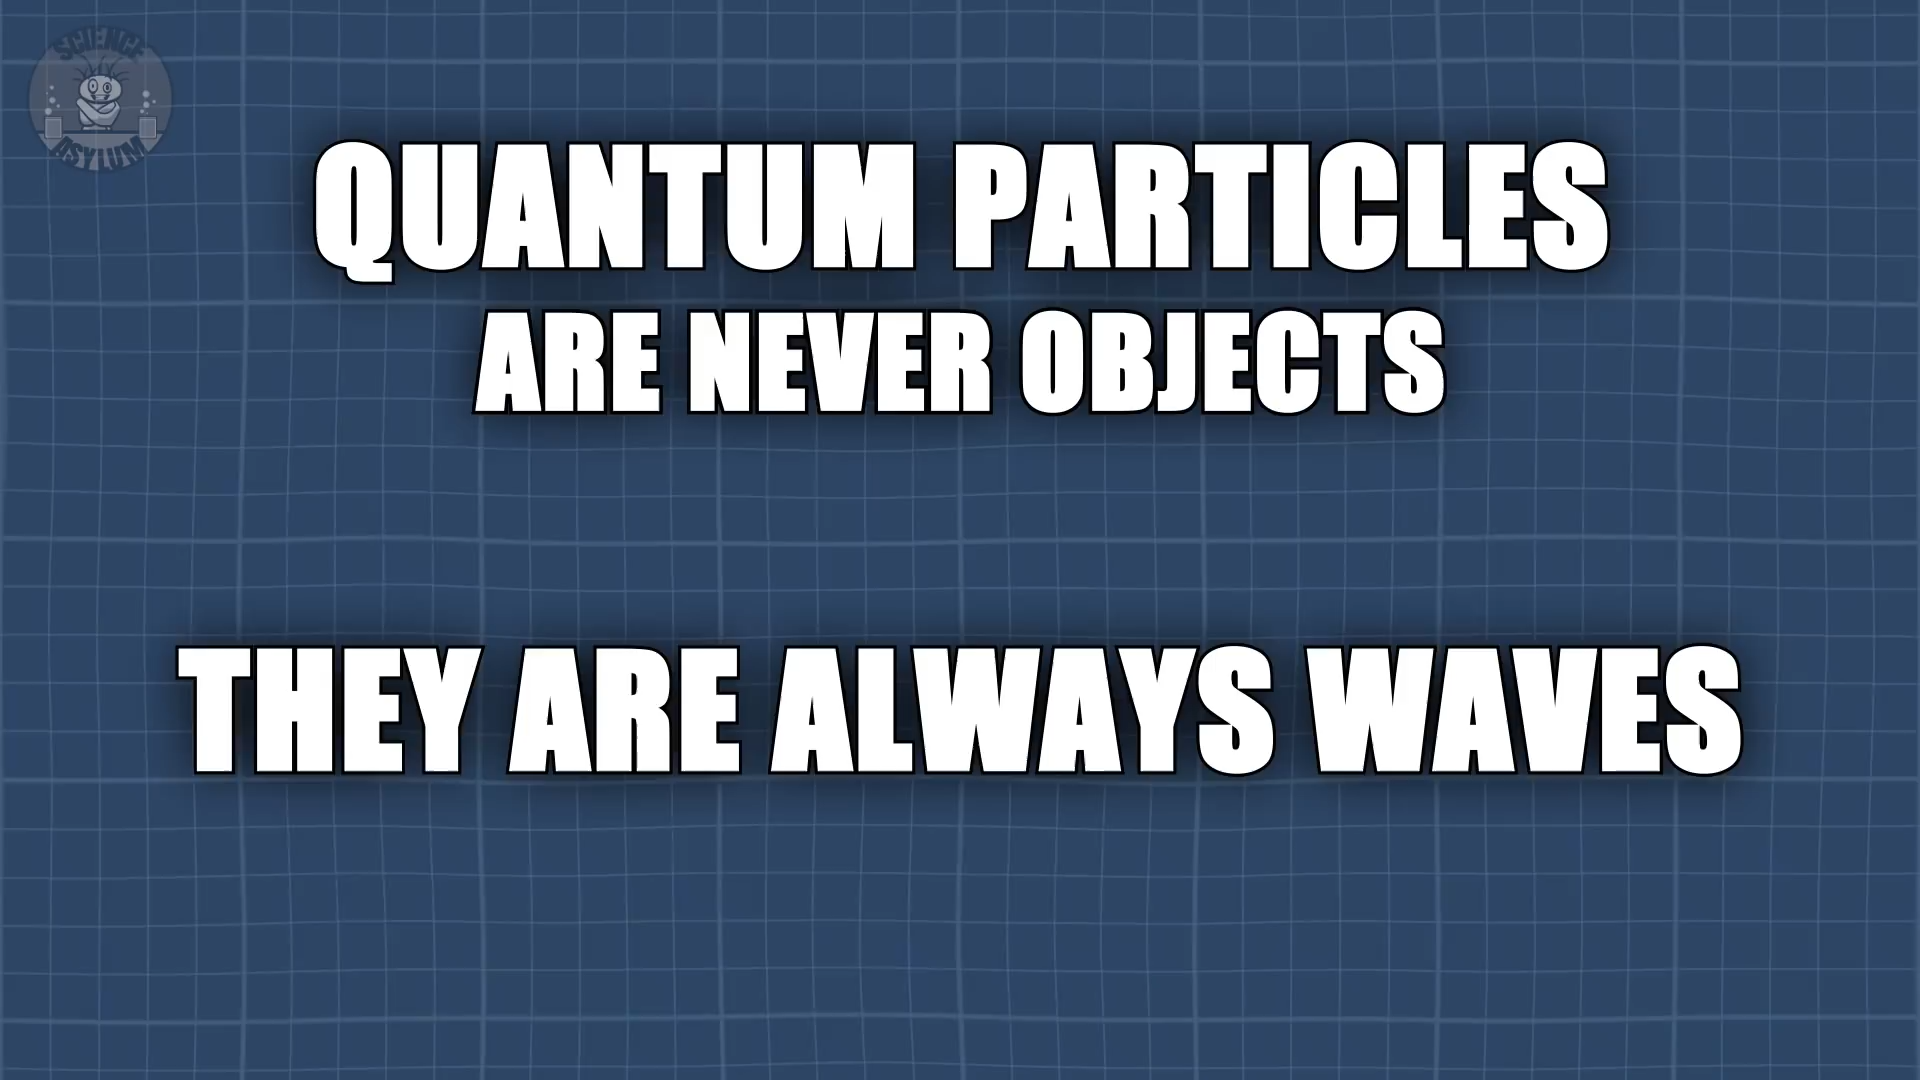 SCIENCE
ASYLUM
QUANTUM PARTICLES
ARE NEVER OBJECTS
THEY ARE ALWAYS WAVES